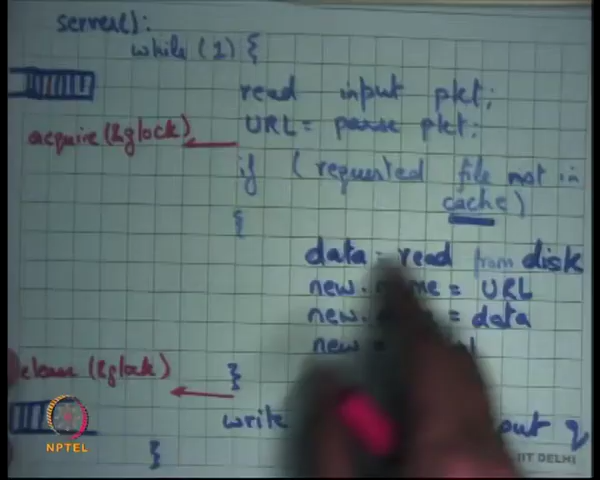 server():
while (1) {
read input pkt;
URL = parse pkt;
acquire (&glock)
if (requested file not in
cache)
{
data = read from disk
new. = URL
new. = data
new
}
release (&glock)
write out q
}
NPTEL
IIT DELHI